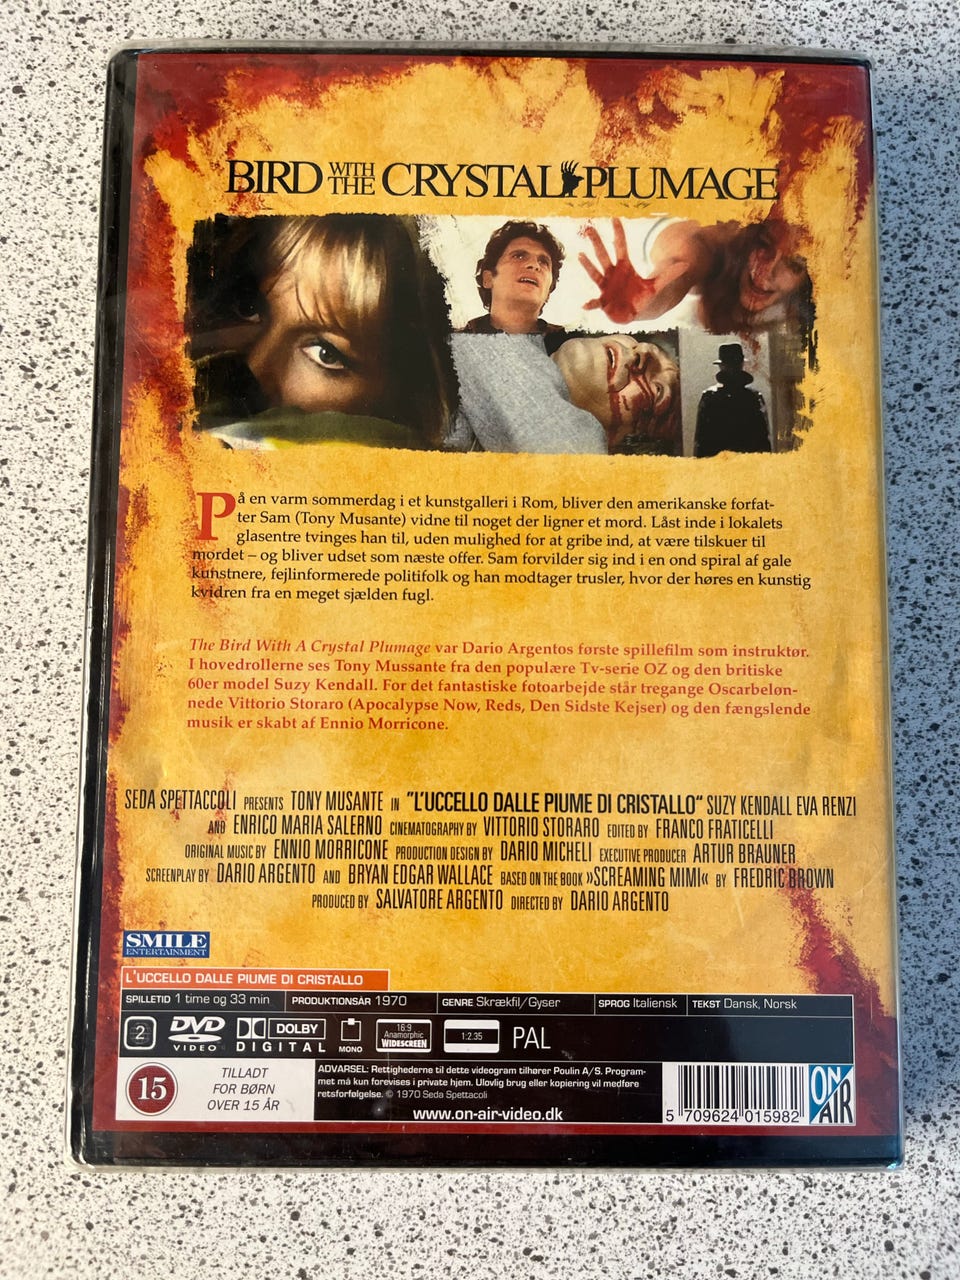 BIRD WITH THE CRYSTAL PLUMAGE
På en varm sommerdag i et kunstgalleri i Rom, bliver den amerikanske forfat-
ter Sam (Tony Musante) vidne til noget der ligner et mord. Låst inde i lokalets
glasentre tvinges han til, uden mulighed for at gribe ind, at være tilskuer til
mordet – og bliver udset som næste offer. Sam forvilder sig ind i en ond spiral af gale
kunstnere, fejlinformerede politifolk og han modtager trusler, hvor der høres en kunstig
kvidren fra en meget sjælden fugl.
The Bird With A Crystal Plumage var Dario Argentos første spillefilm som instruktør.
I hovedrollerne ses Tony Mussante fra den populære Tv-serie OZ og den britiske
60er model Suzy Kendall. For det fantastiske fotoarbejde står tregange Oscarbeløn-
nede Vittorio Storaro (Apocalypse Now, Reds, Den Sidste Kejser) og den fængslende
musik er skabt af Ennio Morricone.
SEDA SPETTACCOLI PRESENTS TONY MUSANTE IN "L'UCCELLO DALLE PIUME DI CRISTALLO" SUZY KENDALL EVA RENZI
AND ENRICO MARIA SALERNO CINEMATOGRAPHY BY VITTORIO STORARO EDITED BY FRANCO FRATICELLI
ORIGINAL MUSIC BY ENNIO MORRICONE PRODUCTION DESIGN BY DARIO MICHELI EXECUTIVE PRODUCER ARTUR BRAUNER
SCREENPLAY BY DARIO ARGENTO AND BRYAN EDGAR WALLACE BASED ON THE BOOK »SCREAMING MIMI« BY FREDRIC BROWN
PRODUCED BY SALVATORE ARGENTO DIRECTED BY DARIO ARGENTO
SMILE
ENTERTAINMENT
L'UCCELLO DALLE PIUME DI CRISTALLO
SPILLETID 1 time og 33 min PRODUKTIONSÅR 1970 GENRE Skrækfil/Gyser SPROG Italiensk TEKST Dansk, Norsk
2 DVD VIDEO DOLBY DIGITAL MONO 16:9 Anamorphic WIDESCREEN 1:2.35 PAL
15 TILLADT
FOR BØRN
OVER 15 ÅR
ADVARSEL: Rettighederne til dette videogram tilhører Poulin A/S. Program-
met må kun forevises i private hjem. Ulovlig brug eller kopiering vil medføre
retsforfølgelse. © 1970 Seda Spettacoli
www.on-air-video.dk
5 709624 015982
ON AIR